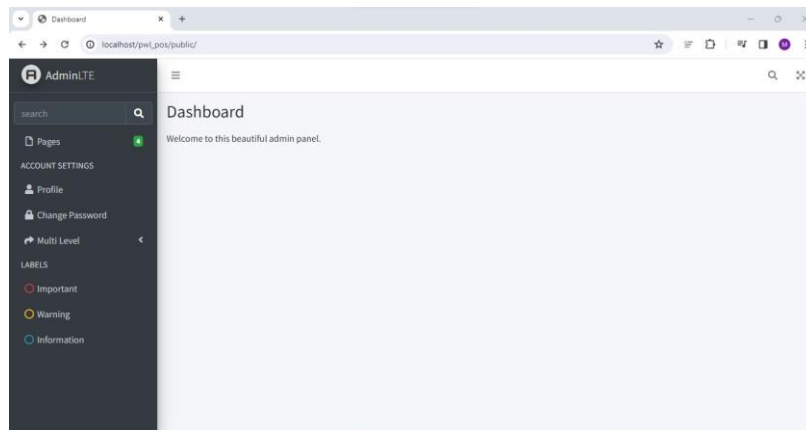 Dashboard
localhost/pwl_pos/public/
AdminLTE
search
Dashboard
Pages
4
Welcome to this beautiful admin panel.
ACCOUNT SETTINGS
Profile
Change Password
Multi Level
LABELS
Important
Warning
Information
M